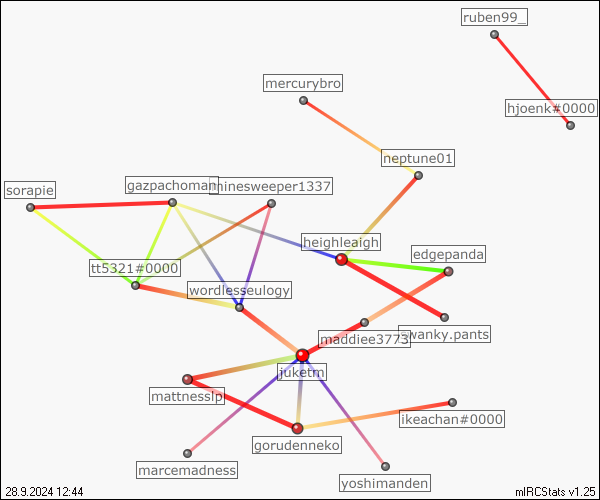 ruben99_
mercurybro
hjoenk#0000
neptune01
gazpachoman
minesweeper1337
sorapie
heighleaigh
edgepanda
tt5321#0000
wordlesseulogy
maddiee3773
wanky.pants
juketm
mattnesslp
ikeachan#0000
gorudenneko
marcemadness
yoshimanden
28.9.2024 12:44
mIRCStats v1.25